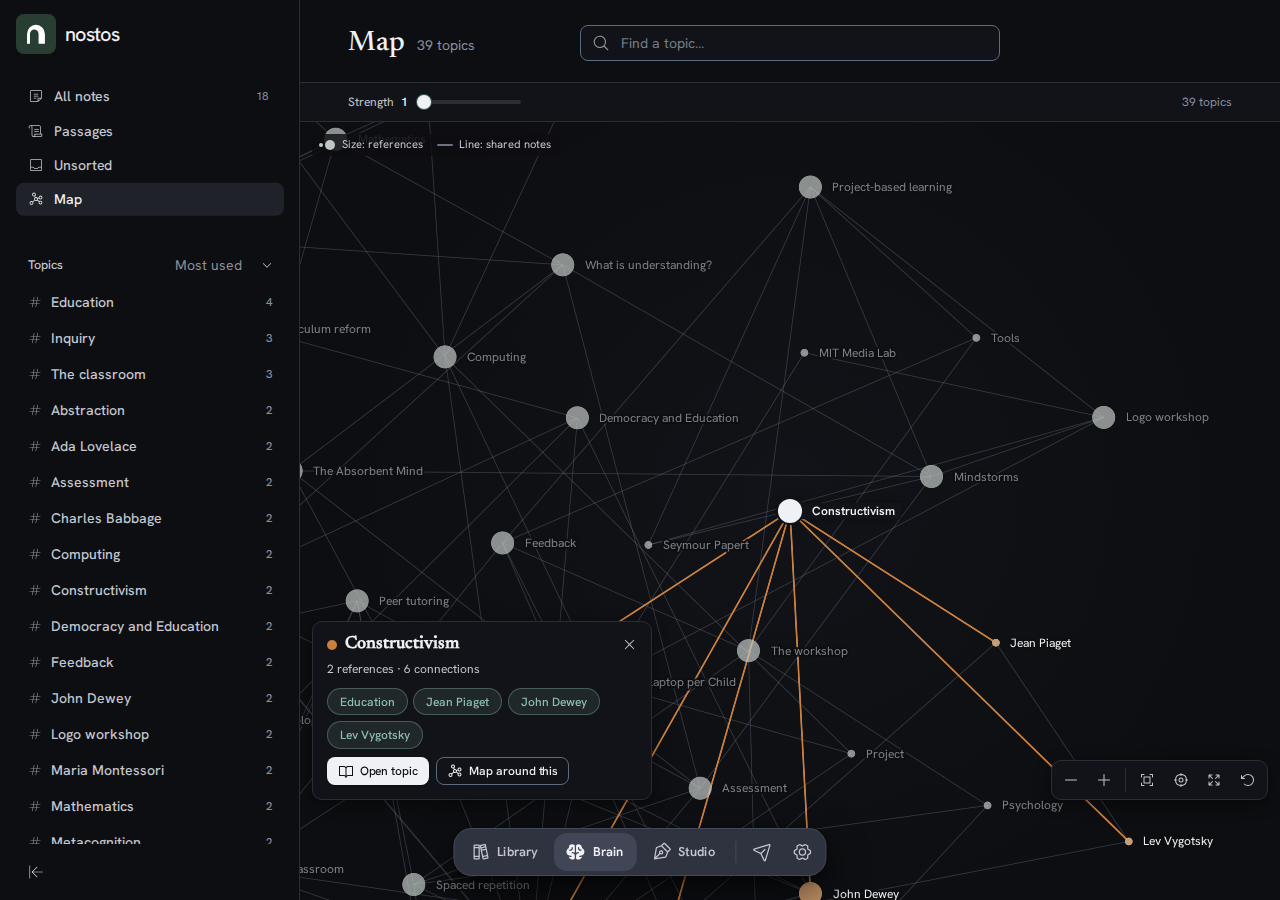 nostos
All notes 18
Passages
Unsorted
Map
Topics Most used
# Education 4
# Inquiry 3
# The classroom 3
# Abstraction 2
# Ada Lovelace 2
# Assessment 2
# Charles Babbage 2
# Computing 2
# Constructivism 2
# Democracy and Education 2
# Feedback 2
# John Dewey 2
# Logo workshop 2
# Maria Montessori 2
# Mathematics 2
# Metacognition 2
Map 39 topics
Find a topic...
Strength 1
39 topics
Mathematics
Size: references Line: shared notes
Project-based learning
What is understanding?
culum reform
Tools
MIT Media Lab
Computing
Democracy and Education
Logo workshop
The Absorbent Mind
Mindstorms
Constructivism
Feedback
Seymour Papert
Peer tutoring
Jean Piaget
The workshop
aptop per Child
Constructivism
2 references · 6 connections
Education Jean Piaget John Dewey
Lev Vygotsky
Open topic Map around this
Project
Assessment
Psychology
Lev Vygotsky
Library Brain Studio
assroom
Spaced repetition
John Dewey